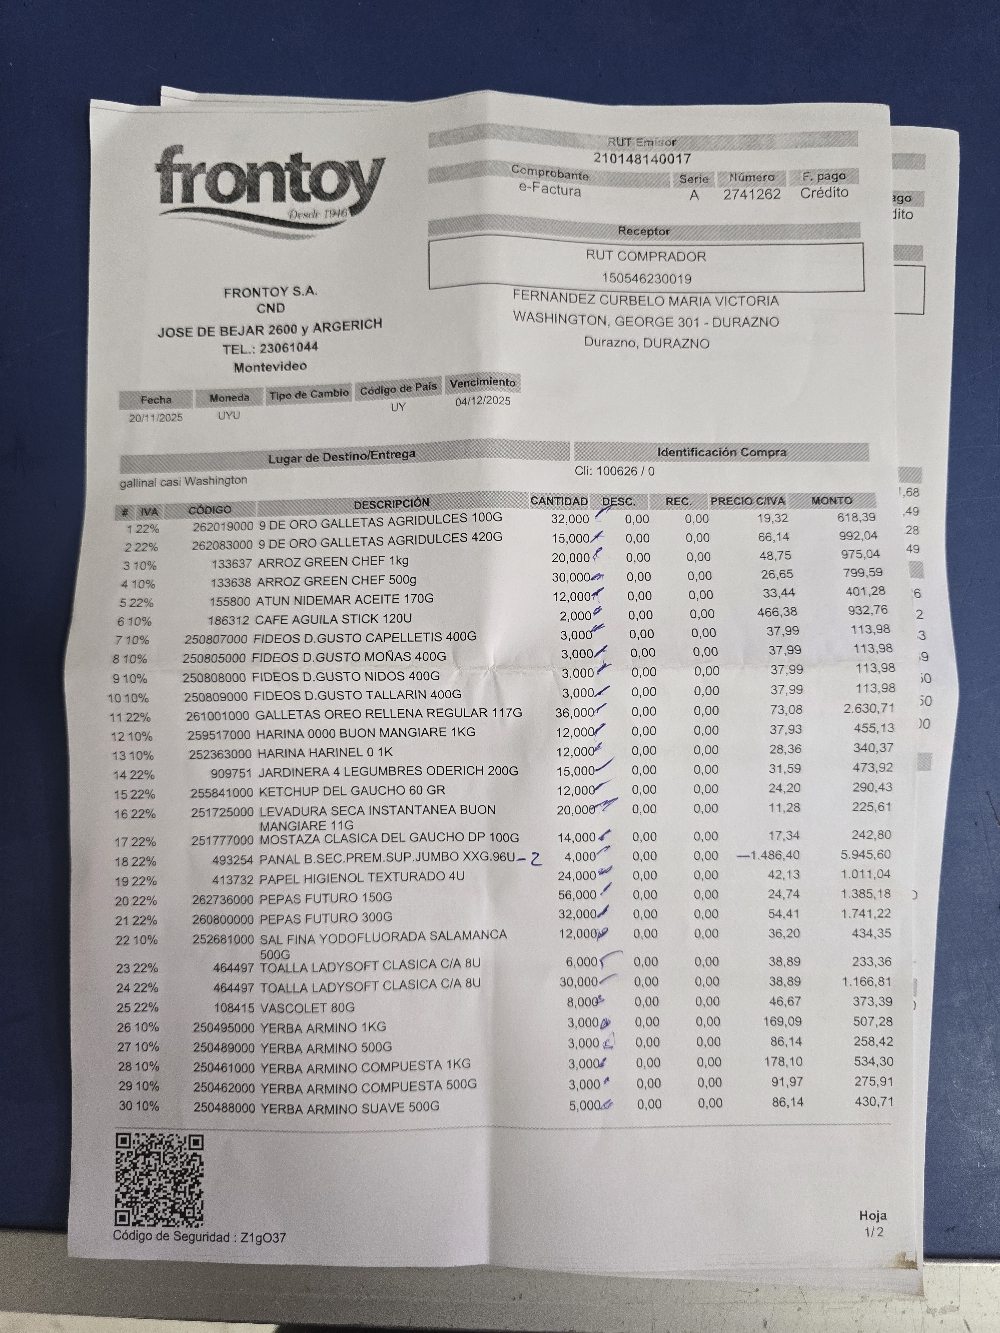 frontoy
Desde 1946
RUT Emisor
210148140017
Comprobante Serie Número F. pago
e-Factura A 2741262 Crédito
Receptor
RUT COMPRADOR
150546230019
FERNANDEZ CURBELO MARIA VICTORIA
WASHINGTON, GEORGE 301 - DURAZNO
Durazno, DURAZNO
FRONTOY S.A.
CND
JOSE DE BEJAR 2600 y ARGERICH
TEL.: 23061044
Montevideo
Fecha Moneda Tipo de Cambio Código de País Vencimiento
20/11/2025 UYU UY 04/12/2025
Lugar de Destino/Entrega Identificación Compra
gallinal casi Washington Cli: 100626 / 0
# IVA CÓDIGO DESCRIPCIÓN CANTIDAD DESC. REC. PRECIO C/IVA MONTO
1 22% 262019000 9 DE ORO GALLETAS AGRIDULCES 100G 32,000 0,00 0,00 19,32 618,39
2 22% 262083000 9 DE ORO GALLETAS AGRIDULCES 420G 15,000 0,00 0,00 66,14 992,04
3 10% 133637 ARROZ GREEN CHEF 1kg 20,000 0,00 0,00 48,75 975,04
4 10% 133638 ARROZ GREEN CHEF 500g 30,000 0,00 0,00 26,65 799,59
5 22% 155800 ATUN NIDEMAR ACEITE 170G 12,000 0,00 0,00 33,44 401,28
6 10% 186312 CAFE AGUILA STICK 120U 2,000 0,00 0,00 466,38 932,76
7 10% 250807000 FIDEOS D.GUSTO CAPELLETIS 400G 3,000 0,00 0,00 37,99 113,98
8 10% 250805000 FIDEOS D.GUSTO MOÑAS 400G 3,000 0,00 0,00 37,99 113,98
9 10% 250808000 FIDEOS D.GUSTO NIDOS 400G 3.000 0,00 0,00 37,99 113,98
10 10% 250809000 FIDEOS D.GUSTO TALLARIN 400G 3,000 0,00 0,00 37,99 113,98
11 22% 261001000 GALLETAS OREO RELLENA REGULAR 117G 36,000 0,00 0,00 73,08 2.630,71
12 10% 259517000 HARINA 0000 BUON MANGIARE 1KG 12,000 0,00 0,00 37,93 455,13
13 10% 252363000 HARINA HARINEL 0 1K 12,000 0,00 0,00 28,36 340,37
14 22% 909751 JARDINERA 4 LEGUMBRES ODERICH 200G 15,000 0,00 0,00 31,59 473,92
15 22% 255841000 KETCHUP DEL GAUCHO 60 GR 12,000 0,00 0,00 24,20 290,43
16 22% 251725000 LEVADURA SECA INSTANTANEA BUON 20,000 0,00 0,00 11,28 225,61
MANGIARE 11G
17 22% 251777000 MOSTAZA CLASICA DEL GAUCHO DP 100G 14,000 0,00 0,00 17,34 242,80
18 22% 493254 PANAL B.SEC.PREM.SUP.JUMBO XXG.96U - 2 4,000 0,00 0,00 1.486,40 5.945,60
19 22% 413732 PAPEL HIGIENOL TEXTURADO 4U 24,000 0,00 0,00 42,13 1.011,04
20 22% 262736000 PEPAS FUTURO 150G 56,000 0,00 0,00 24,74 1.385,18
21 22% 260800000 PEPAS FUTURO 300G 32,000 0,00 0,00 54,41 1.741,22
22 10% 252681000 SAL FINA YODOFLUORADA SALAMANCA 12,000 0,00 0,00 36,20 434,35
500G
23 22% 464497 TOALLA LADYSOFT CLASICA C/A 8U 6,000 0,00 0,00 38,89 233,36
24 22% 464497 TOALLA LADYSOFT CLASICA C/A 8U 30,000 0,00 0,00 38,89 1.166,81
25 22% 108415 VASCOLET 80G 8,000 0,00 0,00 46,67 373,39
26 10% 250495000 YERBA ARMINO 1KG 3,000 0,00 0,00 169,09 507,28
27 10% 250489000 YERBA ARMINO 500G 3,000 0,00 0,00 86,14 258,42
28 10% 250461000 YERBA ARMINO COMPUESTA 1KG 3,000 0,00 0,00 178,10 534,30
29 10% 250462000 YERBA ARMINO COMPUESTA 500G 3,000 0,00 0,00 91,97 275,91
30 10% 250488000 YERBA ARMINO SUAVE 500G 5,000 0,00 0,00 86,14 430,71
Código de Seguridad : Z1gO37
Hoja
1/2